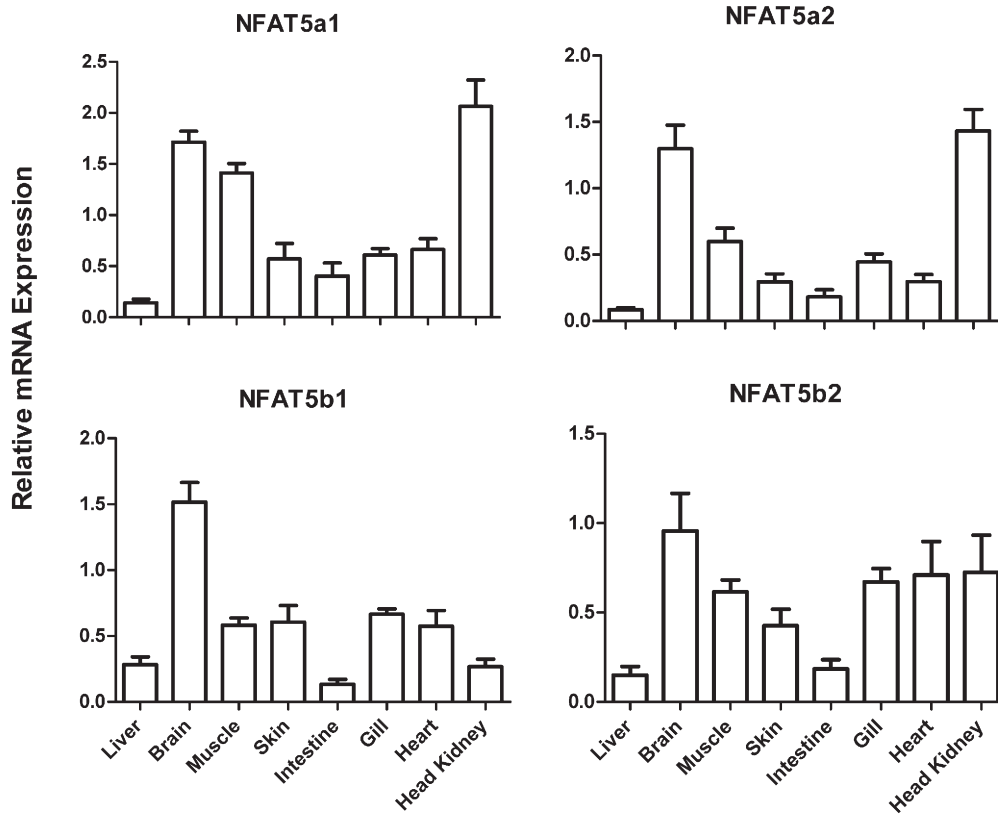 NFAT5a1
NFAT5a2
Relative mRNA Expression
2.5
2.0
1.5
1.0
0.5
0.0
2.0
1.5
1.0
0.5
0.0
NFAT5b1
NFAT5b2
2.0
1.5
1.0
0.5
0.0
1.5
1.0
0.5
0.0
Liver
Brain
Muscle
Skin
Intestine
Gill
Heart
Head Kidney
Liver
Brain
Muscle
Skin
Intestine
Gill
Heart
Head Kidney